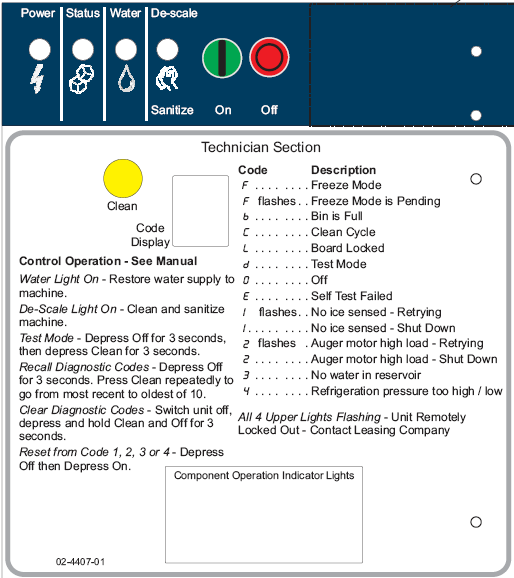 Power Status Water De-scale
Sanitize On Off
Technician Section
Clean
Code
Display
Control Operation - See Manual
Water Light On - Restore water supply to
machine.
De-Scale Light On - Clean and sanitize
machine.
Test Mode - Depress Off for 3 seconds,
then depress Clean for 3 seconds.
Recall Diagnostic Codes - Depress Off
for 3 seconds. Press Clean repeatedly to
go from most recent to oldest of 10.
Clear Diagnostic Codes - Switch unit off,
depress and hold Clean and Off for 3
seconds.
Reset from Code 1, 2, 3 or 4 - Depress
Off then Depress On.
Code Description
F . . . . . . . . Freeze Mode
F flashes . . Freeze Mode is Pending
b . . . . . . . . Bin is Full
C . . . . . . . . Clean Cycle
L . . . . . . . . Board Locked
d . . . . . . . . Test Mode
O . . . . . . . . Off
E . . . . . . . . Self Test Failed
1 flashes . . No ice sensed - Retrying
1 . . . . . . . . No ice sensed - Shut Down
2 flashes . Auger motor high load - Retrying
2 . . . . . . . . Auger motor high load - Shut Down
3 . . . . . . . . No water in reservoir
4 . . . . . . . . Refrigeration pressure too high / low
All 4 Upper Lights Flashing - Unit Remotely
Locked Out - Contact Leasing Company
Component Operation Indicator Lights
02-4407-01